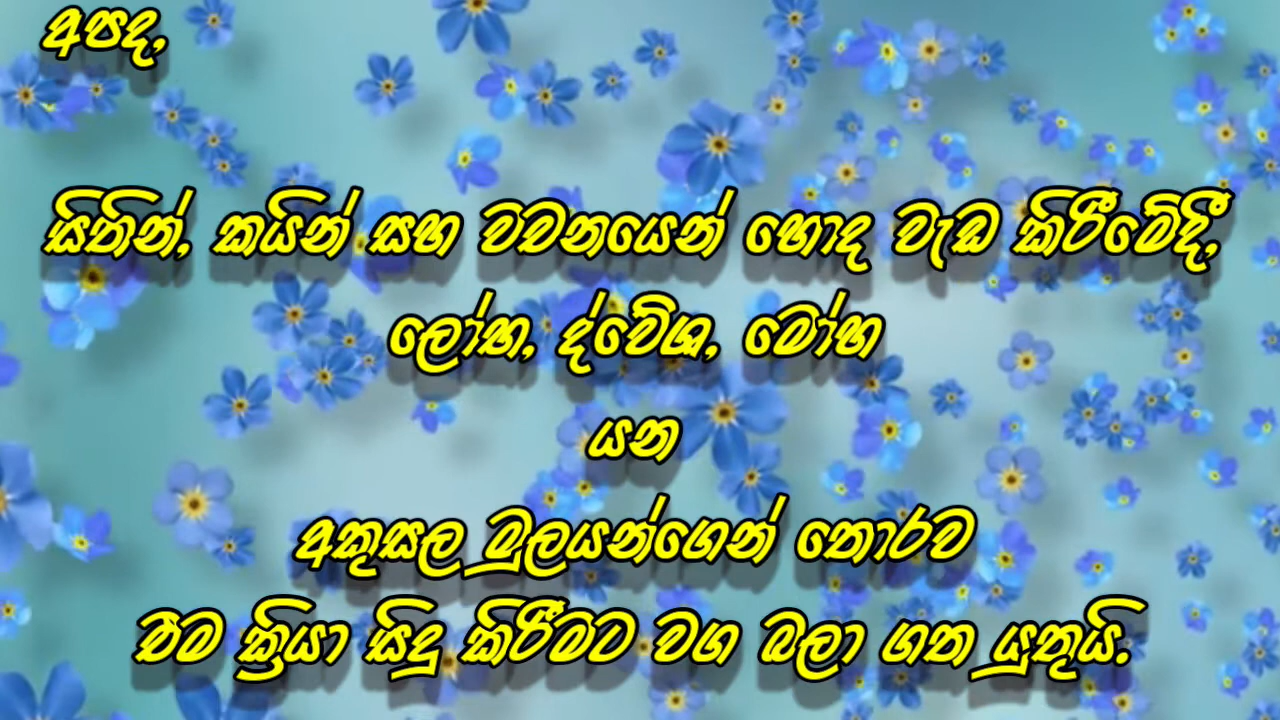 අපද,
සිතින්, කයින් සහ වචනයෙන් හොද වැඩ කිරීමේදී,
ලෝභ, ද්වේශ, මෝහ
යන
අකුසල මූලයන්ගෙන් තොරව
එම ක්‍රියා සිදු කිරීමට වග බලා ගත යුතුයි.